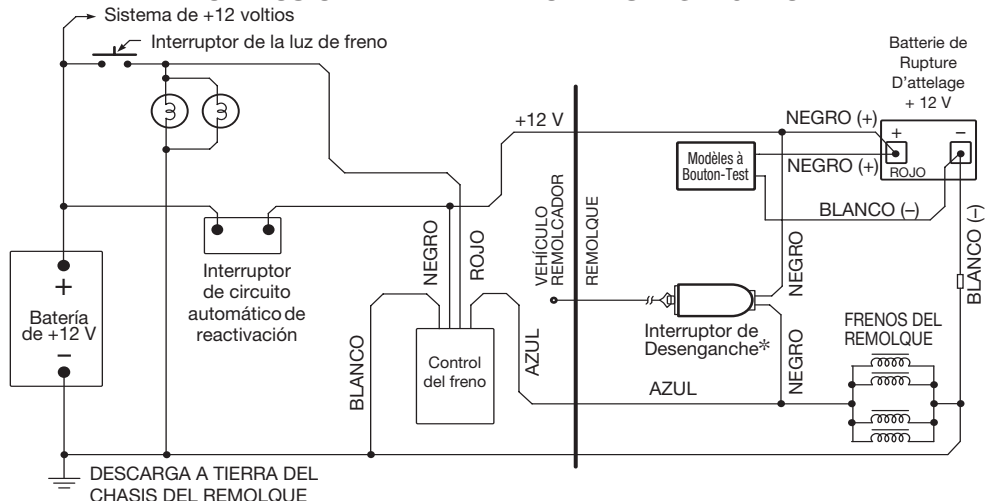 Sistema de +12 voltios
Interruptor de la luz de freno
Batterie de
Rupture
D'attelage
+ 12 V
+12 V
NEGRO (+)
+
–
ROJO
Modèles à
Bouton-Test
NEGRO (+)
BLANCO (–)
BLANCO (–)
VEHÍCULO
REMOLCADOR
REMOLQUE
NEGRO
NEGRO
ROJO
Interruptor
de circuito
automático de
reactivación
+
Batería
de +12 V
–
BLANCO
Control
del freno
AZUL
Interruptor de
Desenganche*
NEGRO
AZUL
FRENOS DEL
REMOLQUE
DESCARGA A TIERRA DEL
CHASIS DEL REMOLQUE